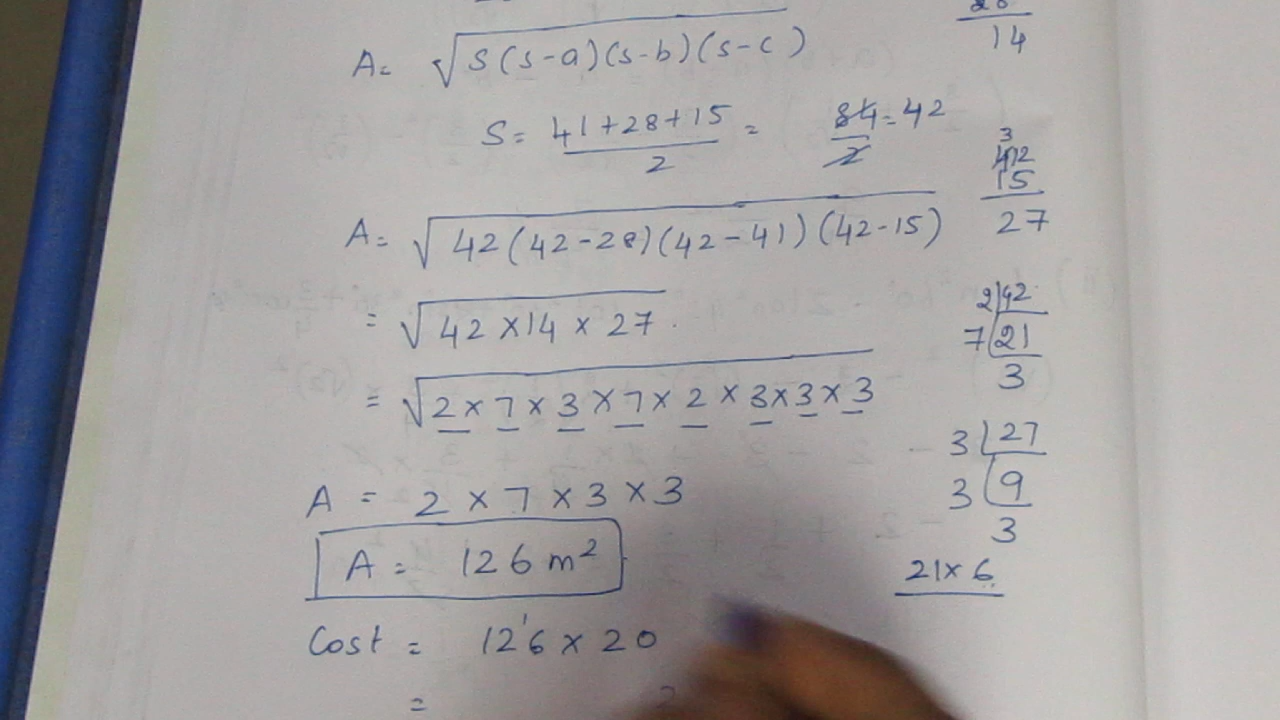 A= √S(s-a)(s-b)(s-c)
14
S= 41+28+15 / 2 = 84/2 = 42
3
42
15
27
A= √42(42-28)(42-41)(42-15)
= √42×14×27
2|42
7|21
3
= √2×7×3×7×2×3×3×3
3|27
3|9
3
A = 2×7×3×3
A= 126m²
21×6
Cost = 126×20
=